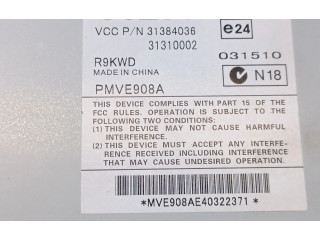 VCC P/N 31384036
31310002
e24
R9KWD
MADE IN CHINA
031510
N18
PMVE908A
THIS DEVICE COMPLIES WITH PART 15 OF THE
FCC RULES. OPERATION IS SUBJECT TO THE
FOLLOWING TWO CONDITIONS:
(1) THIS DEVICE MAY NOT CAUSE HARMFUL
INTERFERENCE.
(2) THIS DEVICE MUST ACCEPT ANY INTERFER-
ENCE RECEIVED, INCLUDING INTERFERENCE
THAT MAY CAUSE UNDESIRED OPERATION.
*MVE908AE40322371*